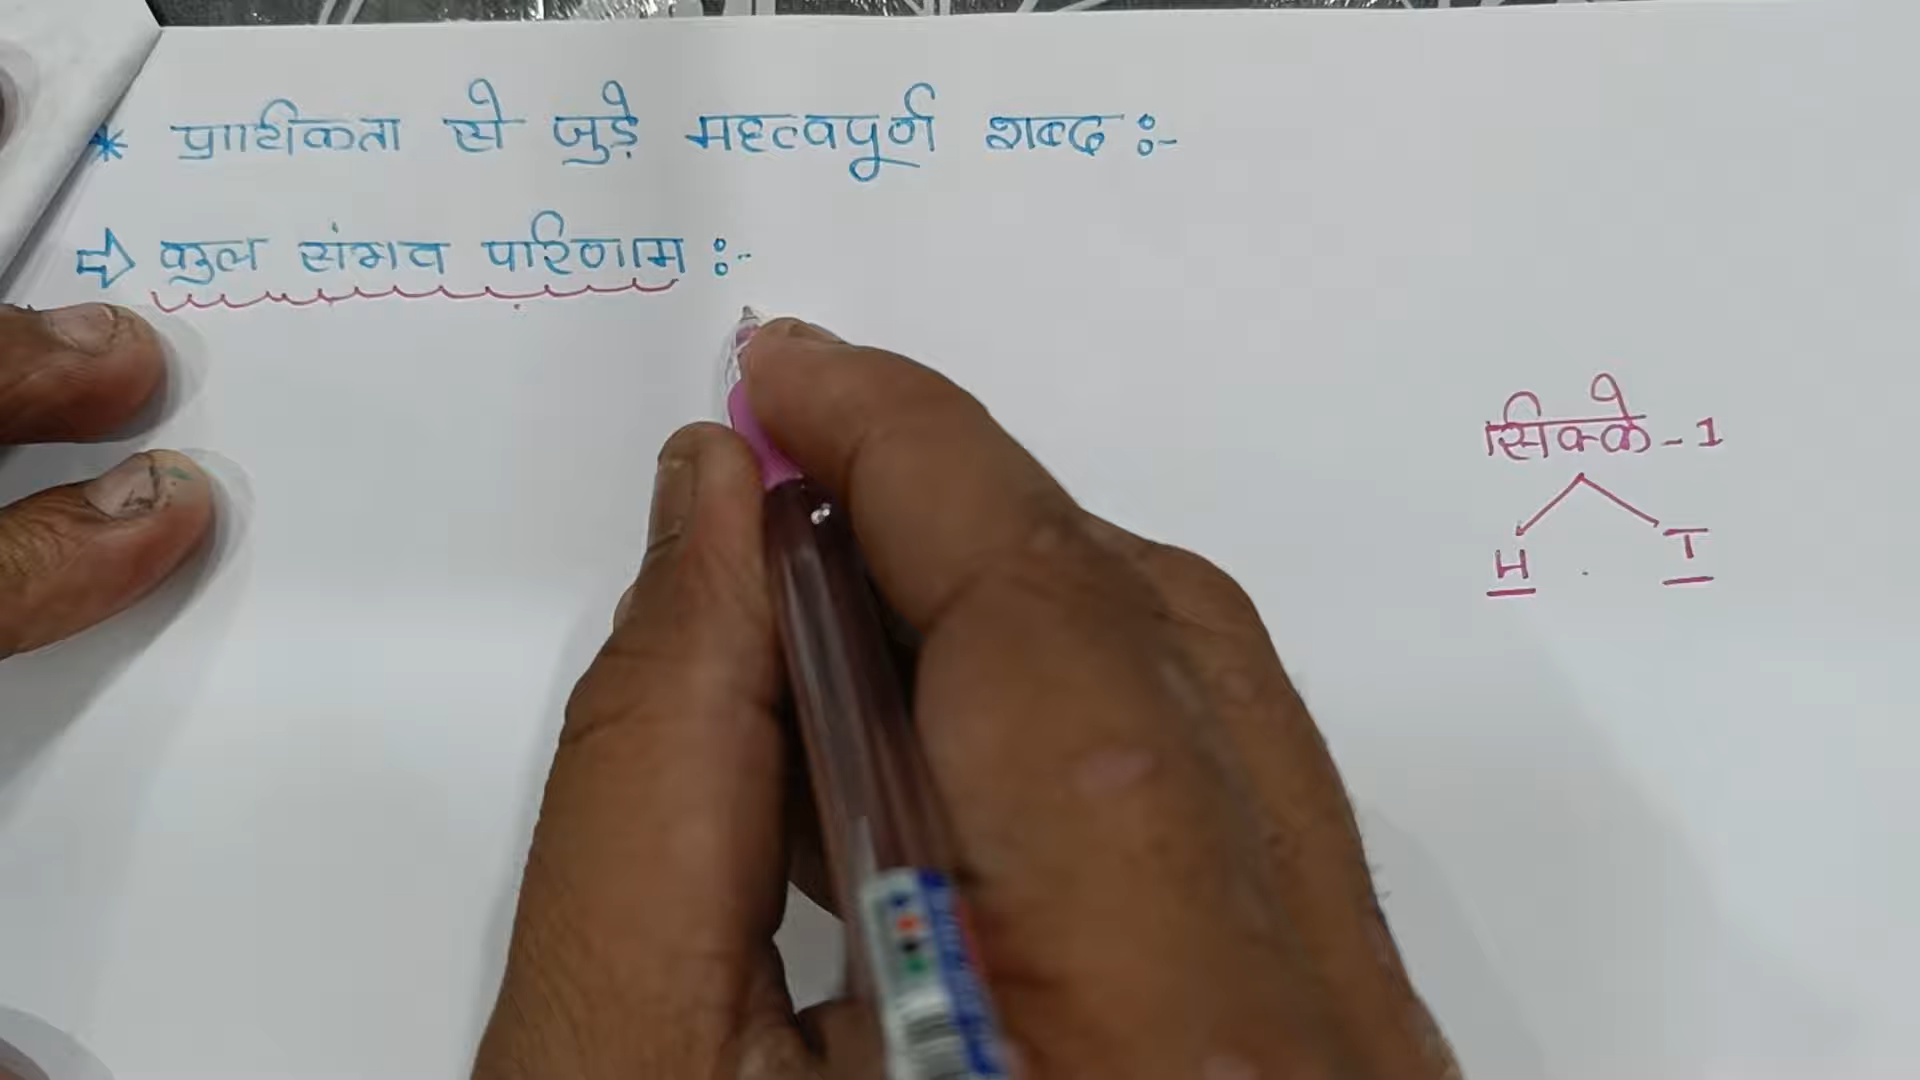 * प्रायिकता से जुड़े महत्वपूर्ण शब्द :-
⇨ कुल संभव परिणाम :-
सिक्के - 1
H T